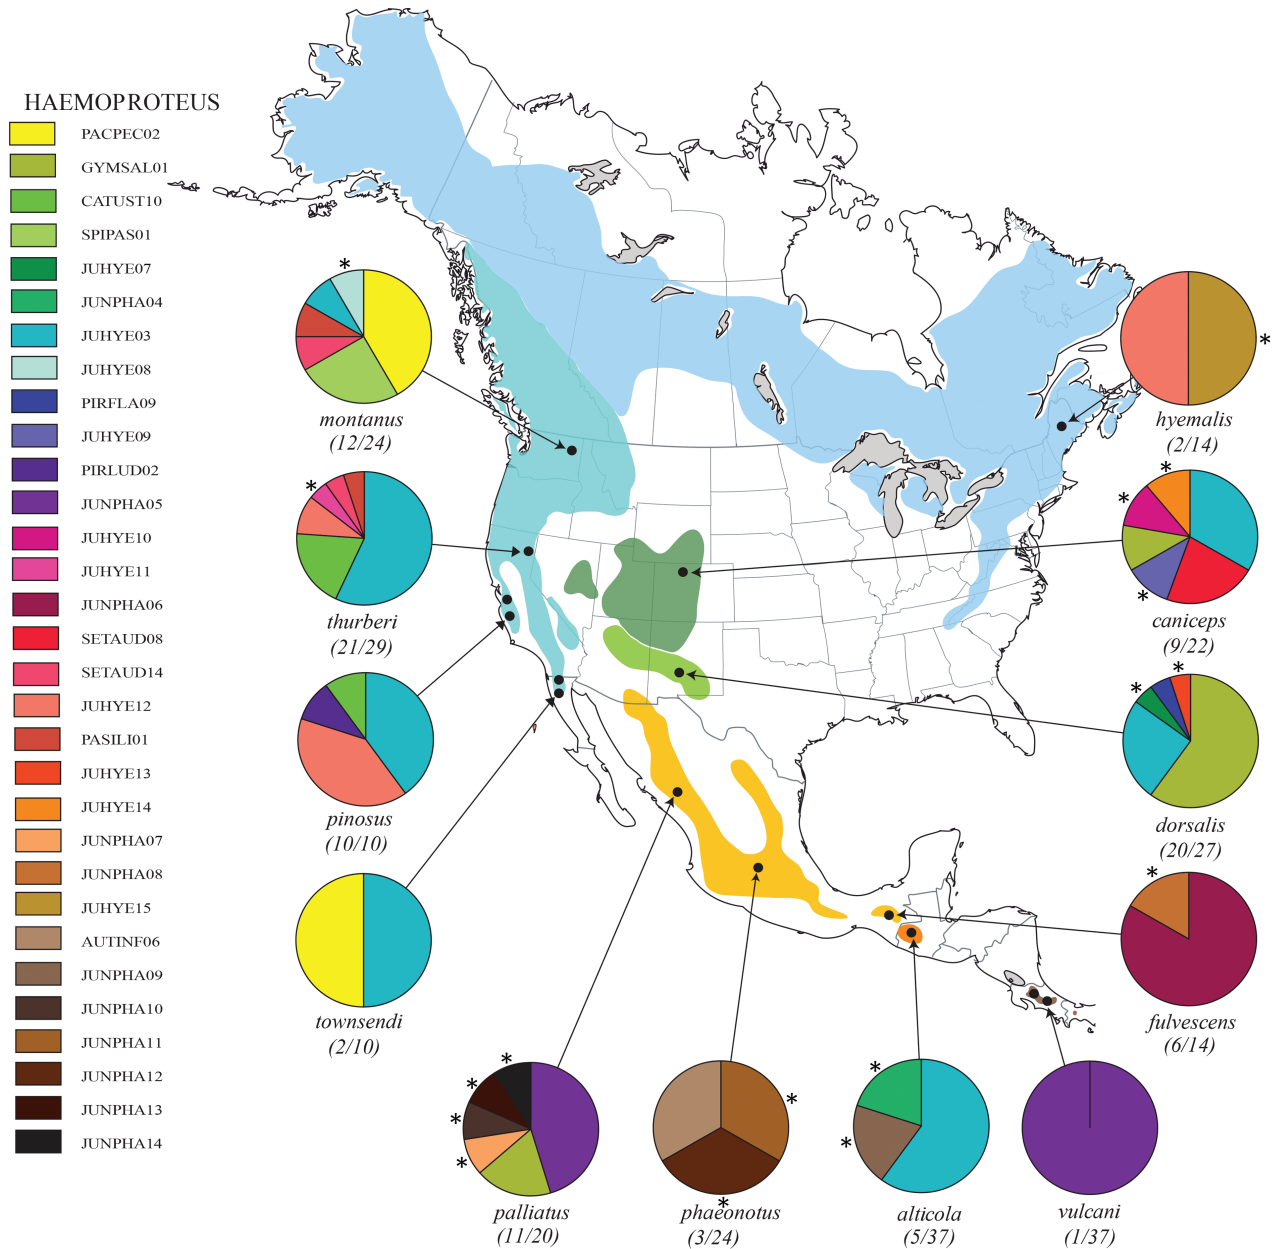 HAEMOPROTEUS
PACPEC02
GYMSAL01
CATUST10
SPIPAS01
JUHYE07
JUNPHA04
JUHYE03
JUHYE08
PIRFLA09
JUHYE09
PIRLUD02
JUNPHA05
JUHYE10
JUHYE11
JUNPHA06
SETAUD08
SETAUD14
JUHYE12
PASILI01
JUHYE13
JUHYE14
JUNPHA07
JUNPHA08
JUHYE15
AUTINF06
JUNPHA09
JUNPHA10
JUNPHA11
JUNPHA12
JUNPHA13
JUNPHA14
*
montanus
(12/24)
*
thurberi
(21/29)
pinosus
(10/10)
townsendi
(2/10)
*
hyemalis
(2/14)
*
*
*
caniceps
(9/22)
*
*
dorsalis
(20/27)
*
fulvescens
(6/14)
*
*
*
*
palliatus
(11/20)
*
*
phaeonotus
(3/24)
*
*
alticola
(5/37)
vulcani
(1/37)